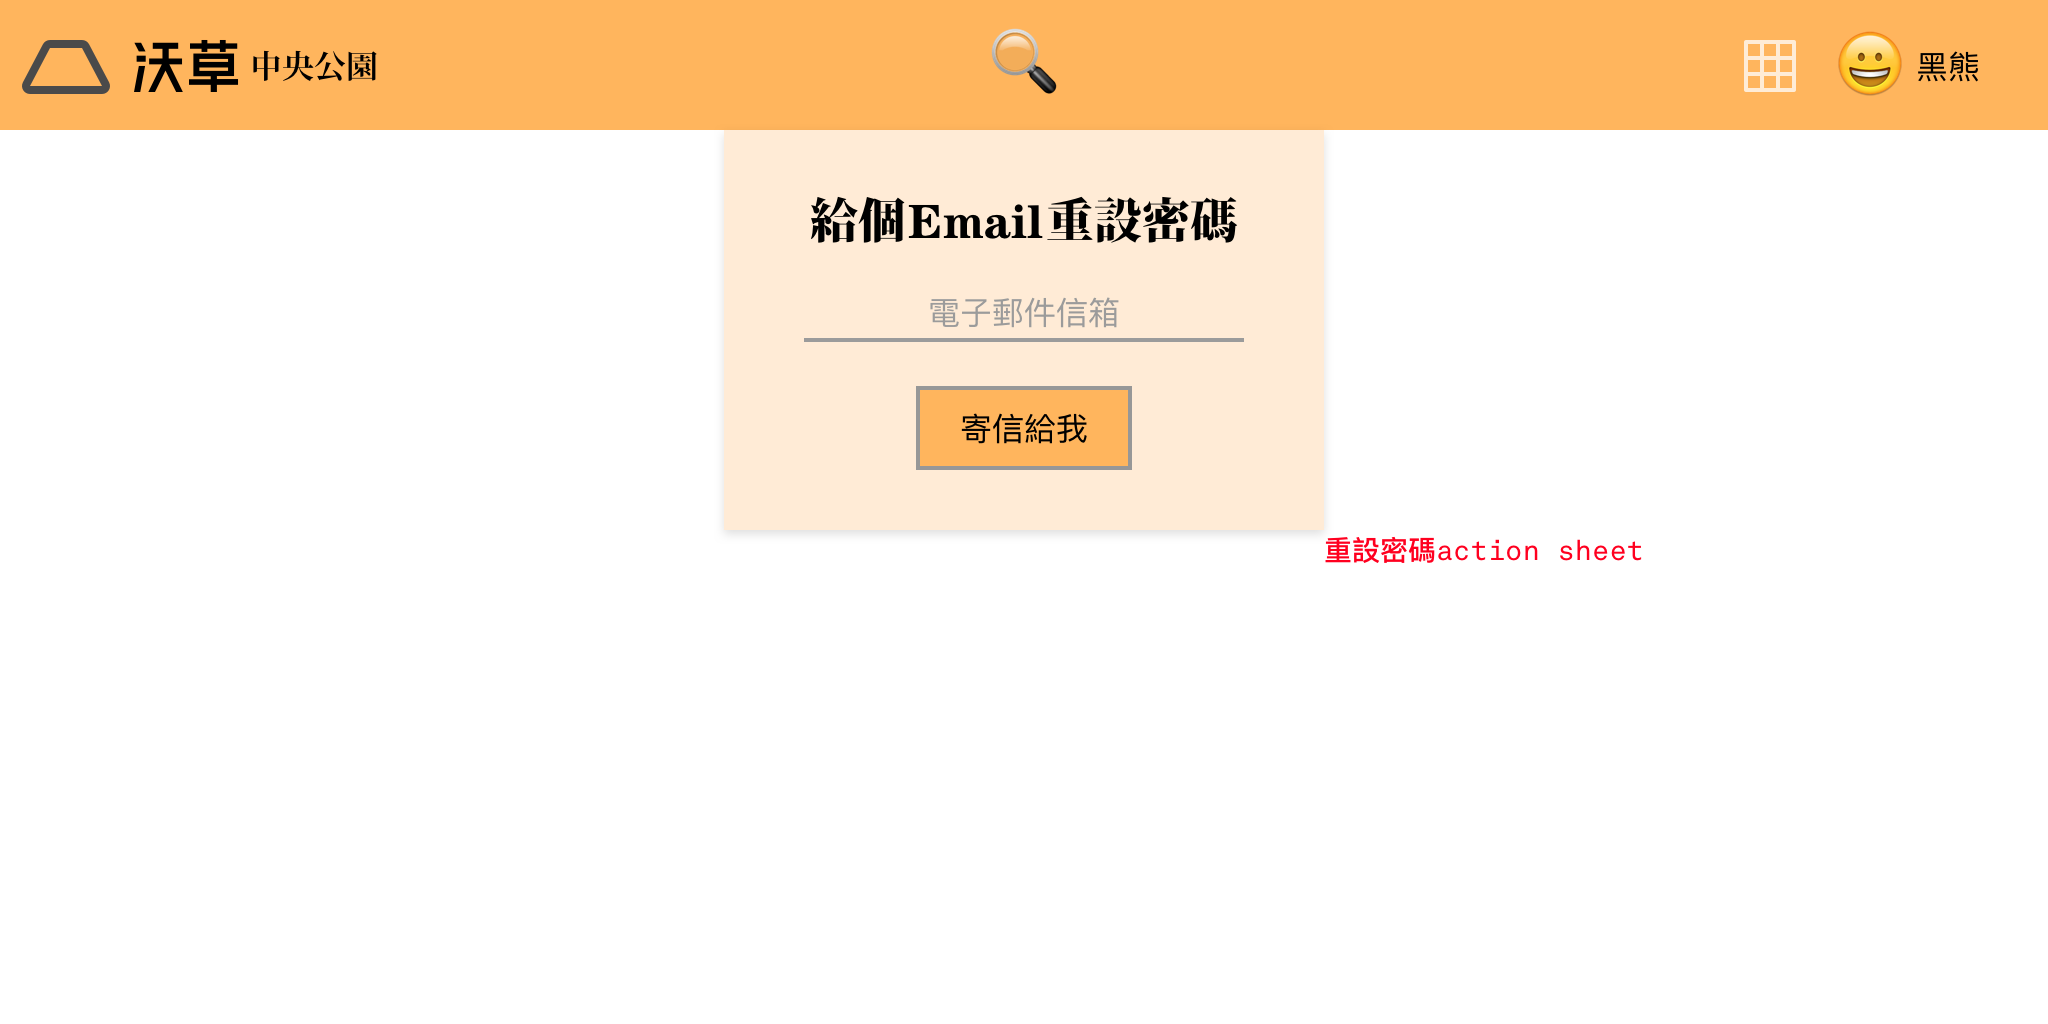 沃草 中央公園
黑熊
給個Email重設密碼
電子郵件信箱
寄信給我
重設密碼action sheet